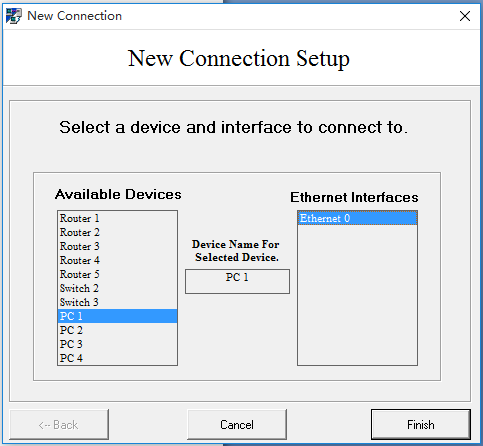 New Connection
New Connection Setup
Select a device and interface to connect to.
Available Devices
Router 1
Router 2
Router 3
Router 4
Router 5
Switch 2
Switch 3
PC 1
PC 2
PC 3
PC 4
Device Name For
Selected Device.
PC 1
Ethernet Interfaces
Ethernet 0
<-- Back
Cancel
Finish